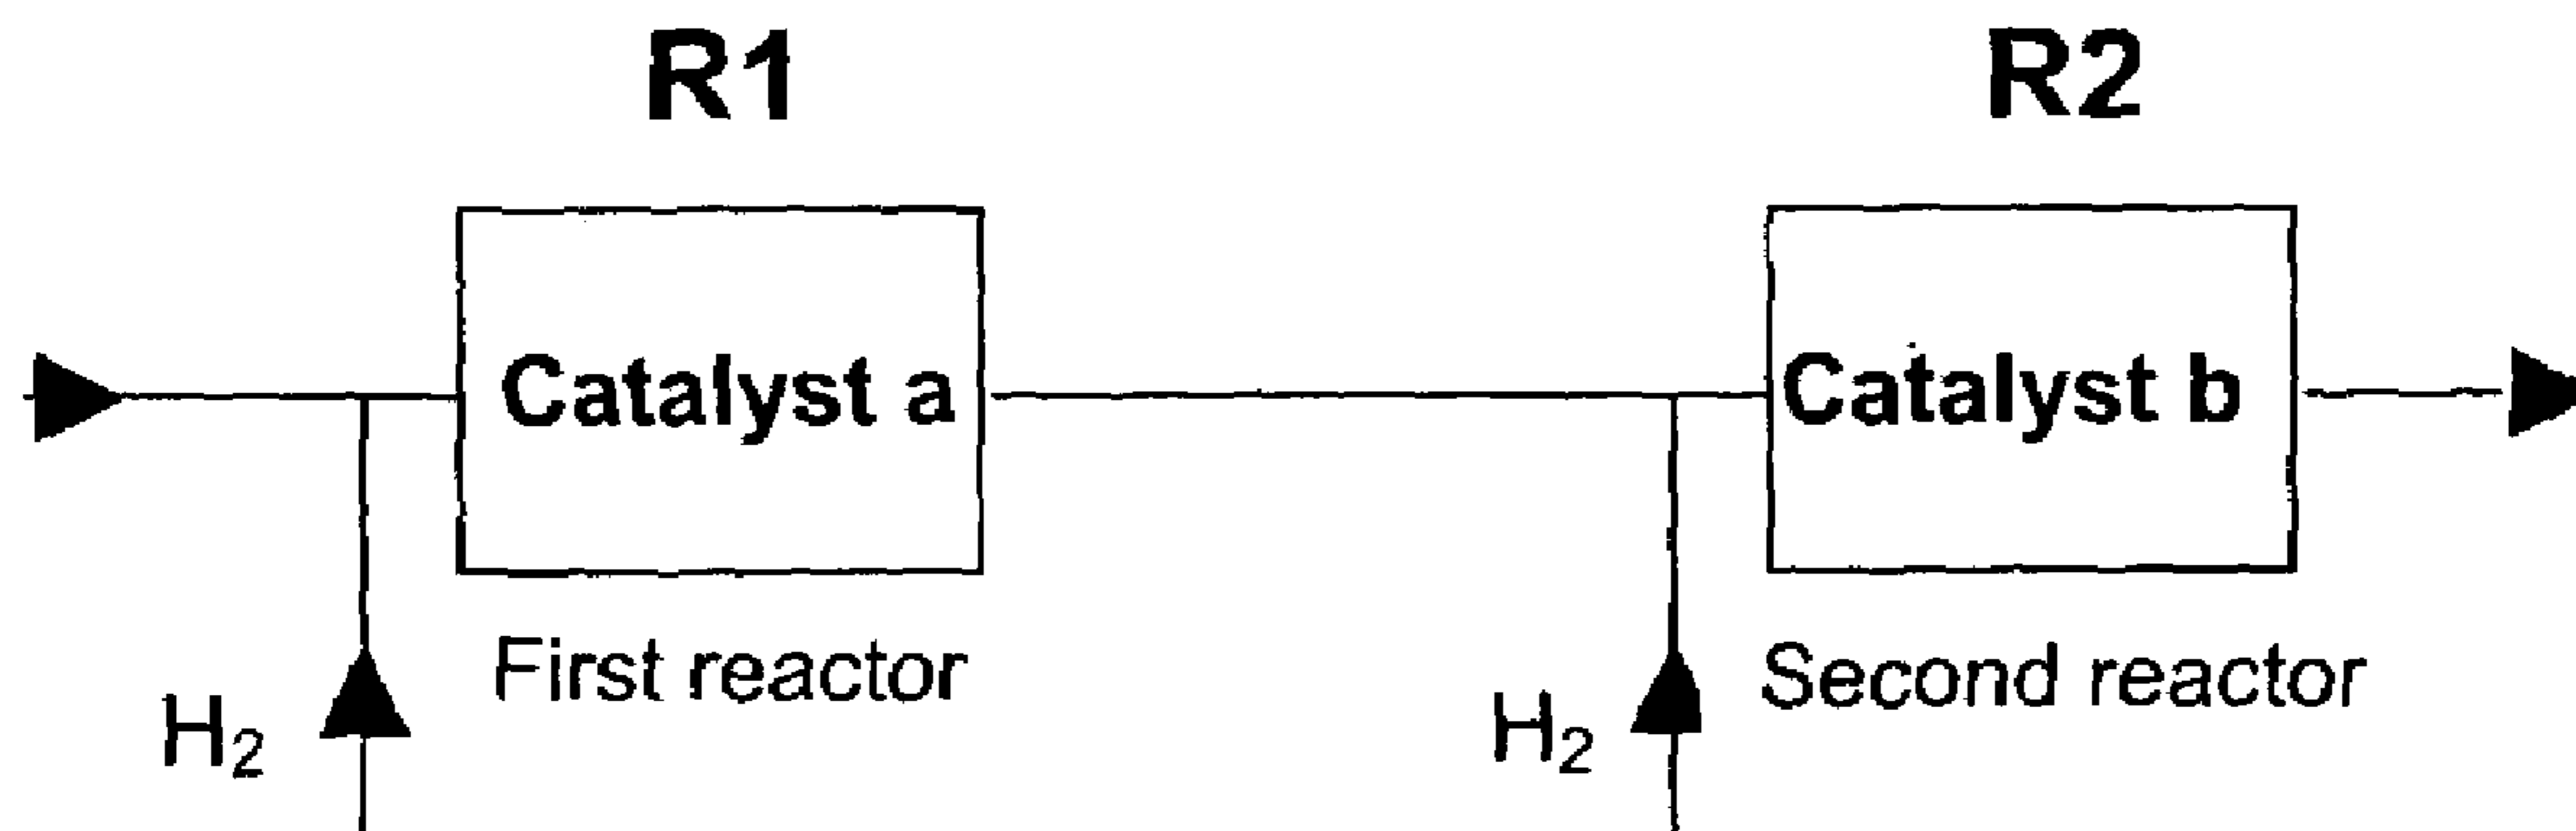 R1
R2
Catalyst a
Catalyst b
First reactor
Second reactor
H₂
H₂